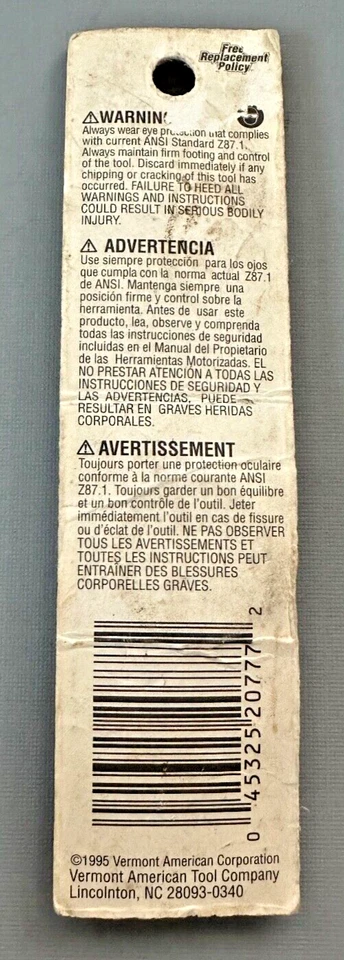 Free
Replacement
Policy
⚠WARNING
Always wear eye protection that complies
with current ANSI Standard Z87.1.
Always maintain firm footing and control
of the tool. Discard immediately if any
chipping or cracking of this tool has
occurred. FAILURE TO HEED ALL
WARNINGS AND INSTRUCTIONS
COULD RESULT IN SERIOUS BODILY
INJURY.
⚠ ADVERTENCIA
Use siempre protección para los ojos
que cumpla con la norma actual Z87.1
de ANSI. Mantenga siempre una
posición firme y control sobre la
herramienta. Antes de usar este
producto, lea, observe y comprenda
todas las instrucciones de seguridad
incluidas en el Manual del Propietario
de las Herramientas Motorizadas. EL
NO PRESTAR ATENCIÓN A TODAS LAS
INSTRUCCIONES DE SEGURIDAD Y
LAS ADVERTENCIAS, PUEDE
RESULTAR EN GRAVES HERIDAS
CORPORALES.
⚠AVERTISSEMENT
Toujours porter une protection oculaire
conforme à la norme courante ANSI
Z87.1. Toujours garder un bon équilibre
et un bon contrôle de l'outil. Jeter
immédiatement l'outil en cas de fissure
ou d'éclat de l'outil. NE PAS OBSERVER
TOUS LES AVERTISSEMENTS ET
TOUTES LES INSTRUCTIONS PEUT
ENTRAÎNER DES BLESSURES
CORPORELLES GRAVES.
0 45325 20777 2
©1995 Vermont American Corporation
Vermont American Tool Company
Lincolnton, NC 28093-0340